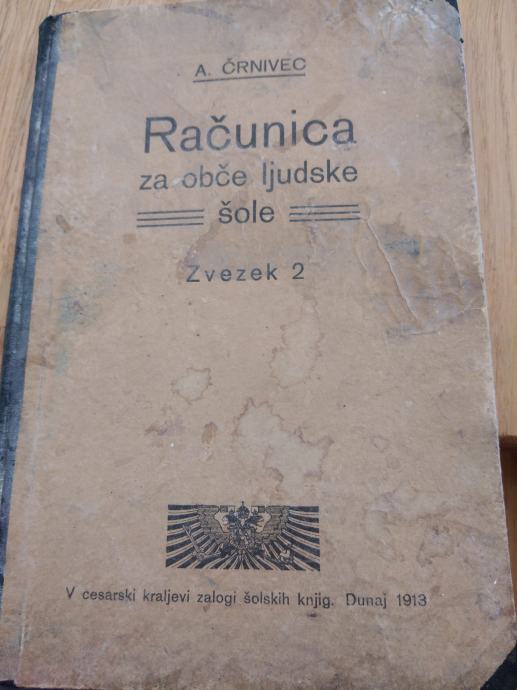 A. ČRNIVEC
Računica
za obče ljudske
šole
Zvezek 2
V cesarski kraljevi zalogi šolskih knjig. Dunaj 1913